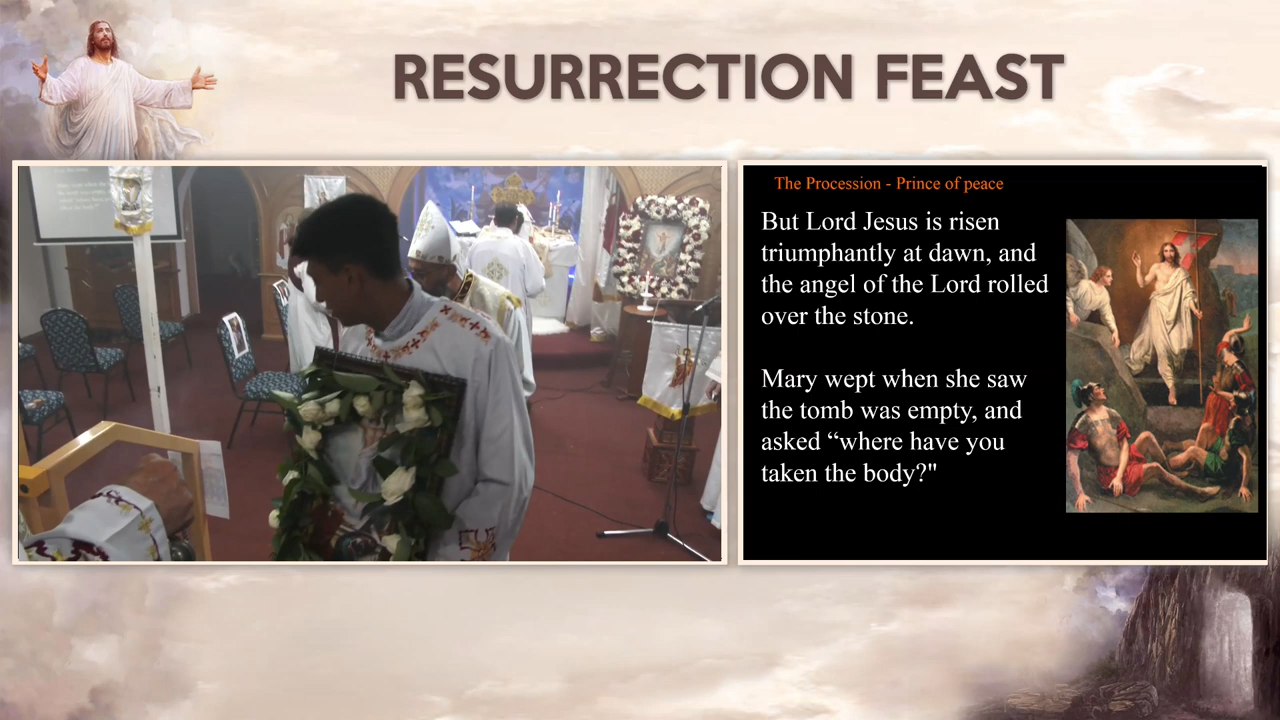 RESURRECTION FEAST
The Procession - Prince of peace
But Lord Jesus is risen
triumphantly at dawn, and
the angel of the Lord rolled
over the stone.
Mary wept when she saw
the tomb was empty, and
asked “where have you
taken the body?"